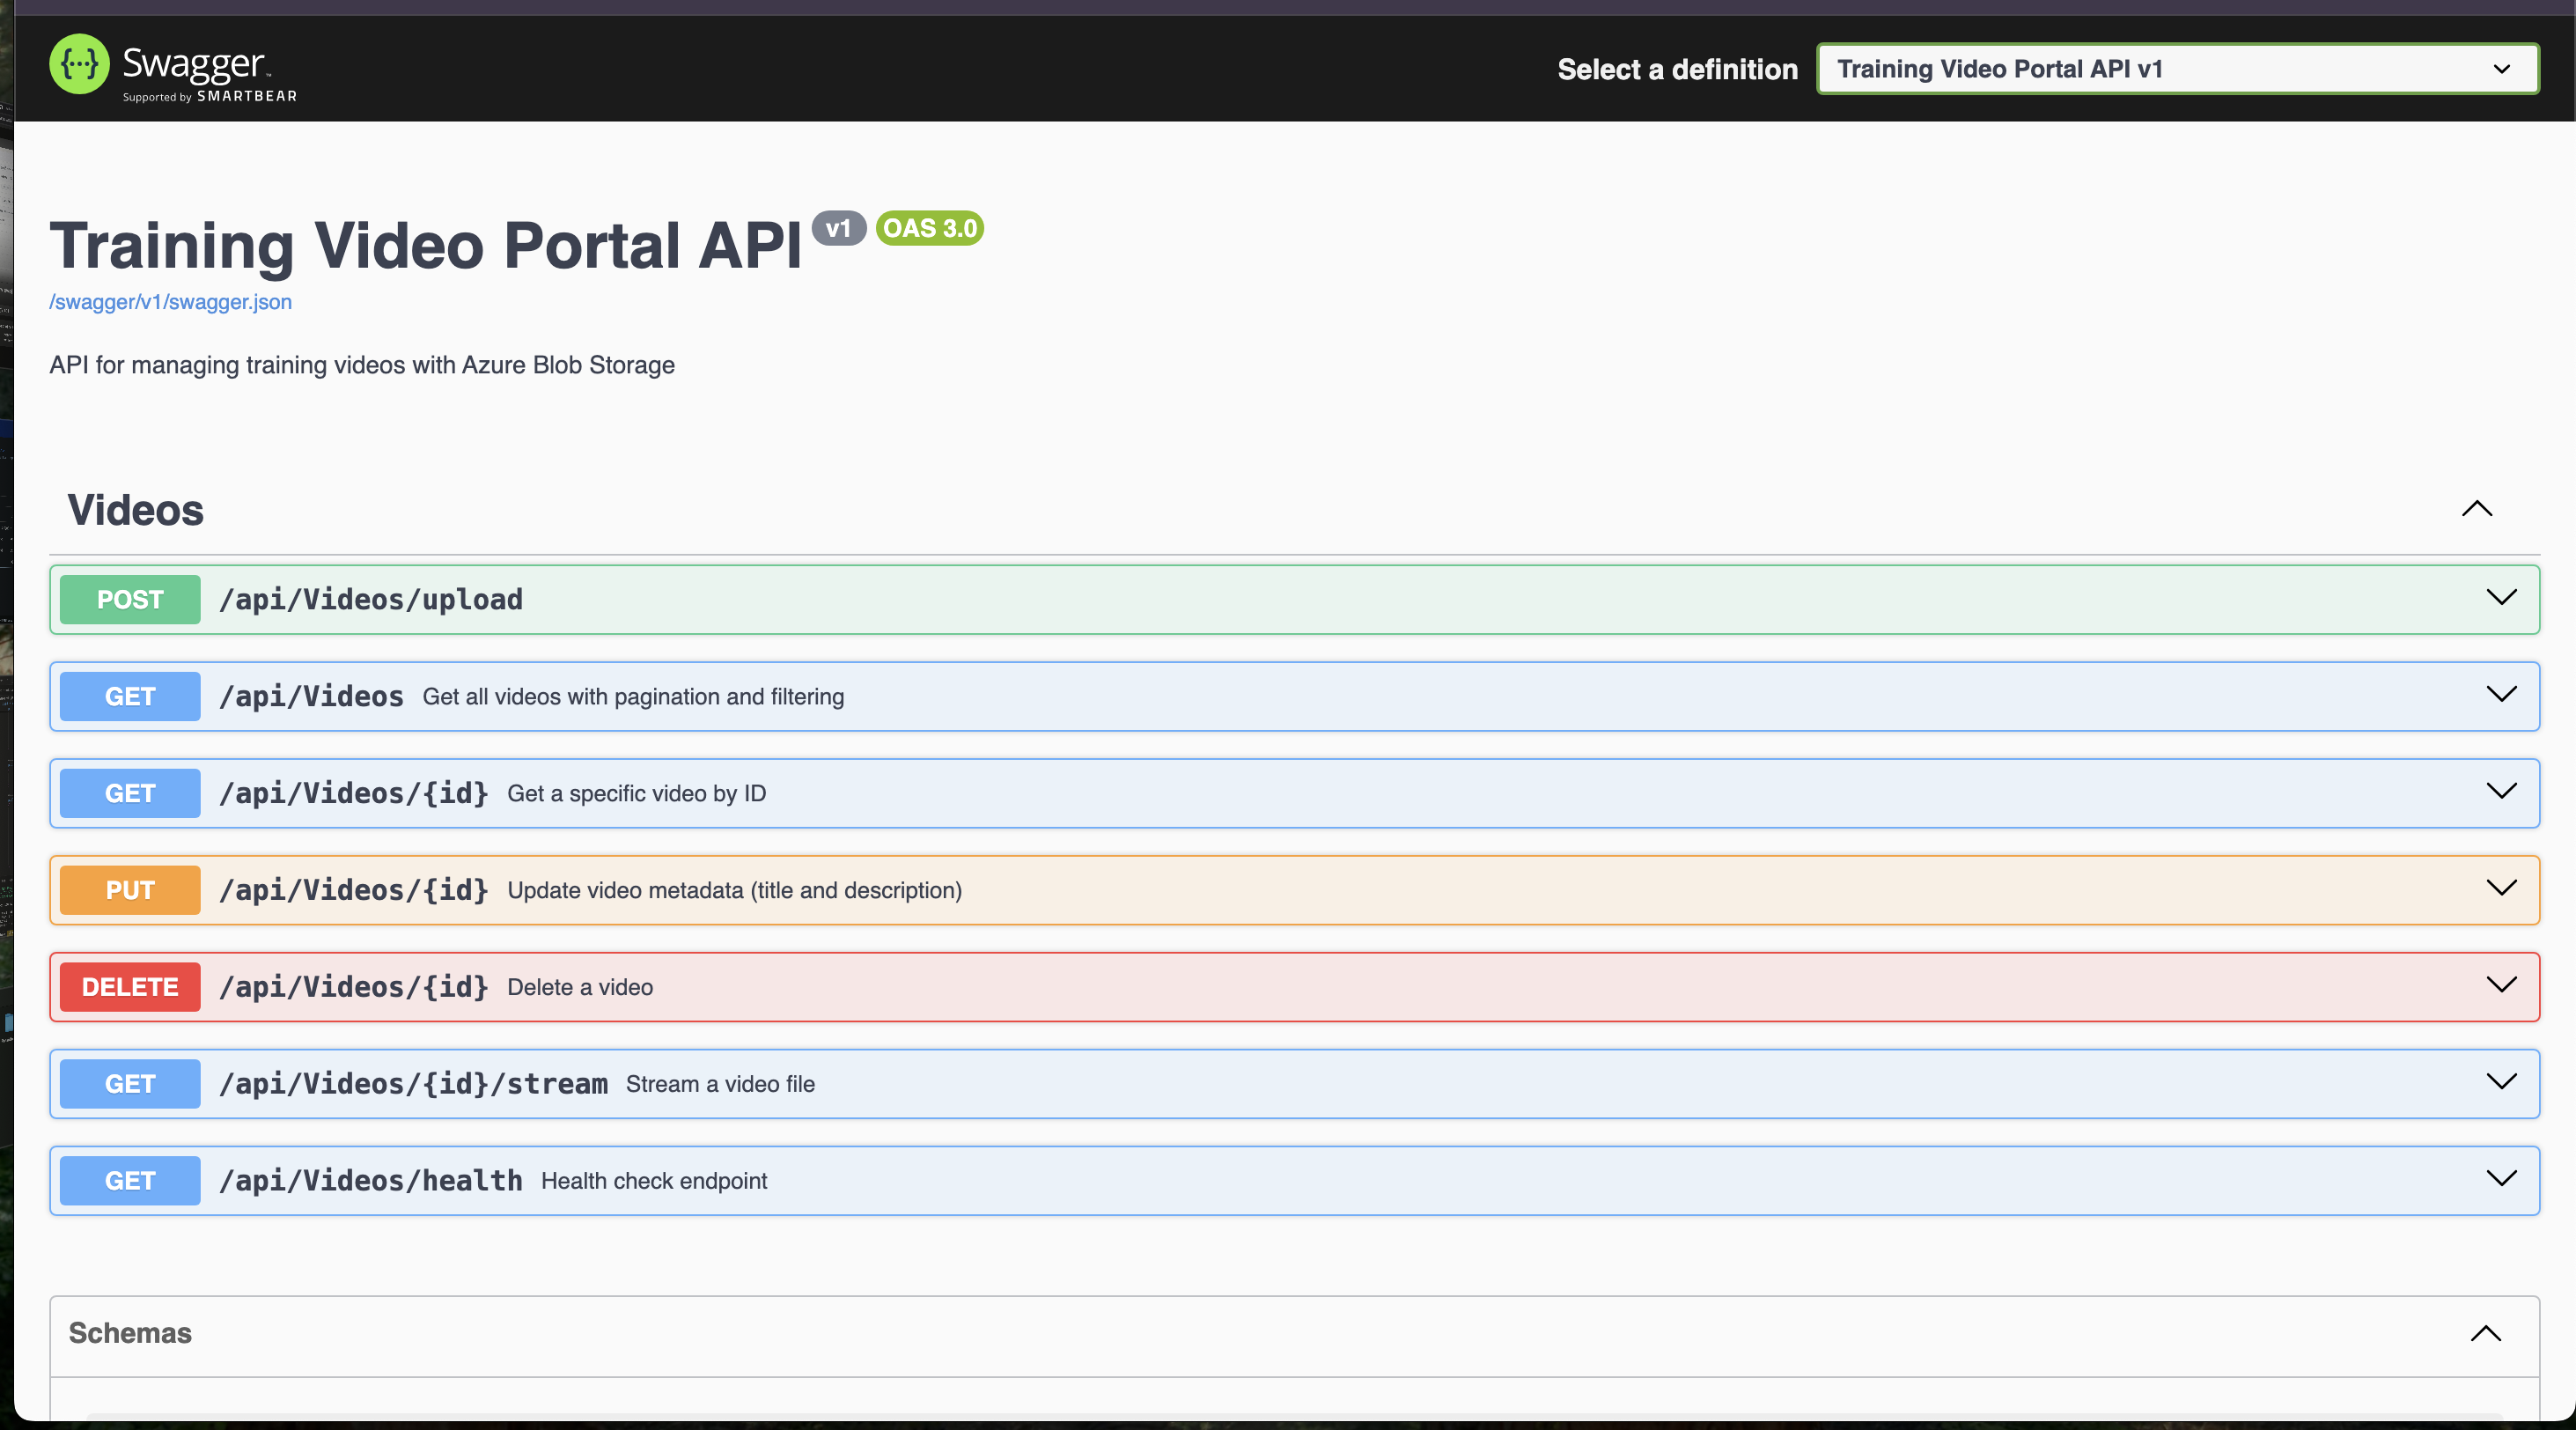 {···} Swagger™
Supported by SMARTBEAR
Select a definition
Training Video Portal API v1
Training Video Portal API v1 OAS 3.0
/swagger/v1/swagger.json
API for managing training videos with Azure Blob Storage
Videos
POST /api/Videos/upload
GET /api/Videos Get all videos with pagination and filtering
GET /api/Videos/{id} Get a specific video by ID
PUT /api/Videos/{id} Update video metadata (title and description)
DELETE /api/Videos/{id} Delete a video
GET /api/Videos/{id}/stream Stream a video file
GET /api/Videos/health Health check endpoint
Schemas